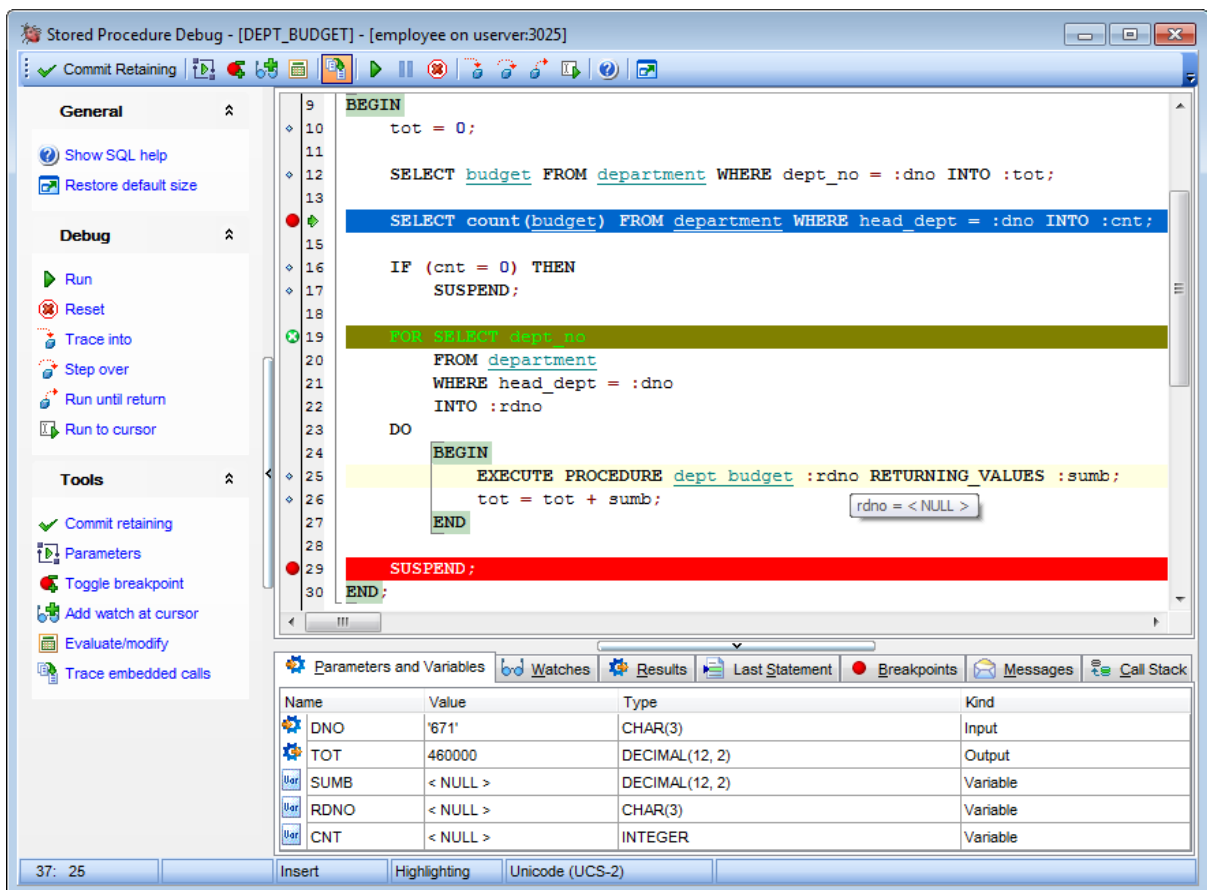 Stored Procedure Debug - [DEPT_BUDGET] - [employee on userver:3025]
Commit Retaining
General
Show SQL help
Restore default size
Debug
Run
Reset
Trace into
Step over
Run until return
Run to cursor
Tools
Commit retaining
Parameters
Toggle breakpoint
Add watch at cursor
Evaluate/modify
Trace embedded calls
9 BEGIN
10 tot = 0;
11
12 SELECT budget FROM department WHERE dept_no = :dno INTO :tot;
13
SELECT count(budget) FROM department WHERE head_dept = :dno INTO :cnt;
15
16 IF (cnt = 0) THEN
17 SUSPEND;
18
19 FOR SELECT dept_no
20 FROM department
21 WHERE head_dept = :dno
22 INTO :rdno
23 DO
24 BEGIN
25 EXECUTE PROCEDURE dept_budget :rdno RETURNING_VALUES :sumb;
26 tot = tot + sumb;
rdno = < NULL >
27 END
28
29 SUSPEND;
30 END;
Parameters and Variables Watches Results Last Statement Breakpoints Messages Call Stack
Name Value Type Kind
DNO '671' CHAR(3) Input
TOT 460000 DECIMAL(12, 2) Output
Var SUMB < NULL > DECIMAL(12, 2) Variable
Var RDNO < NULL > CHAR(3) Variable
Var CNT < NULL > INTEGER Variable
37: 25 Insert Highlighting Unicode (UCS-2)